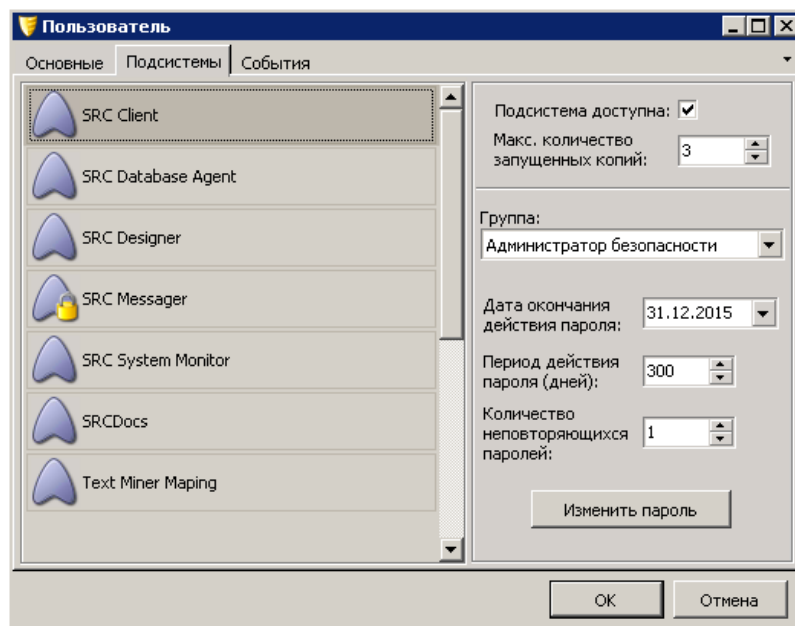 Пользователь
Основные Подсистемы События
SRC Client
SRC Database Agent
SRC Designer
SRC Messager
SRC System Monitor
SRCDocs
Text Miner Maping
Подсистема доступна:
Макс. количество
запущенных копий:
3
Группа:
Администратор безопасности
Дата окончания
действия пароля:
31.12.2015
Период действия
пароля (дней):
300
Количество
неповторяющихся
паролей:
1
Изменить пароль
OK Отмена